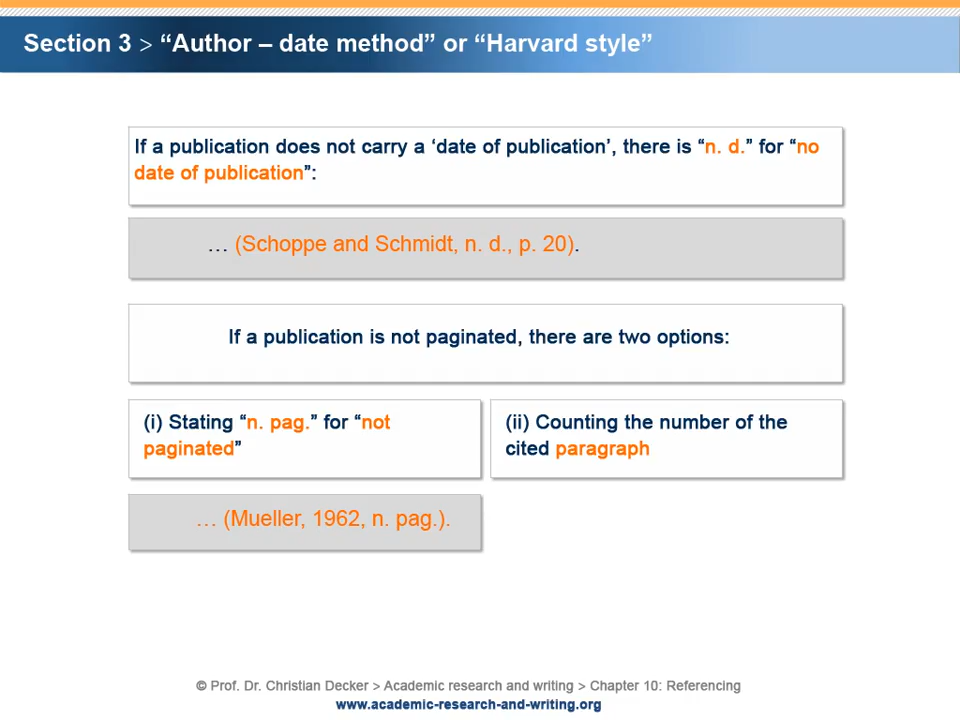 Section 3 > “Author – date method” or “Harvard style”
If a publication does not carry a ‘date of publication’, there is “n. d.” for “no
date of publication”:
… (Schoppe and Schmidt, n. d., p. 20).
If a publication is not paginated, there are two options:
(i) Stating “n. pag.” for “not
paginated”
(ii) Counting the number of the
cited paragraph
… (Mueller, 1962, n. pag.).
© Prof. Dr. Christian Decker > Academic research and writing > Chapter 10: Referencing
www.academic-research-and-writing.org